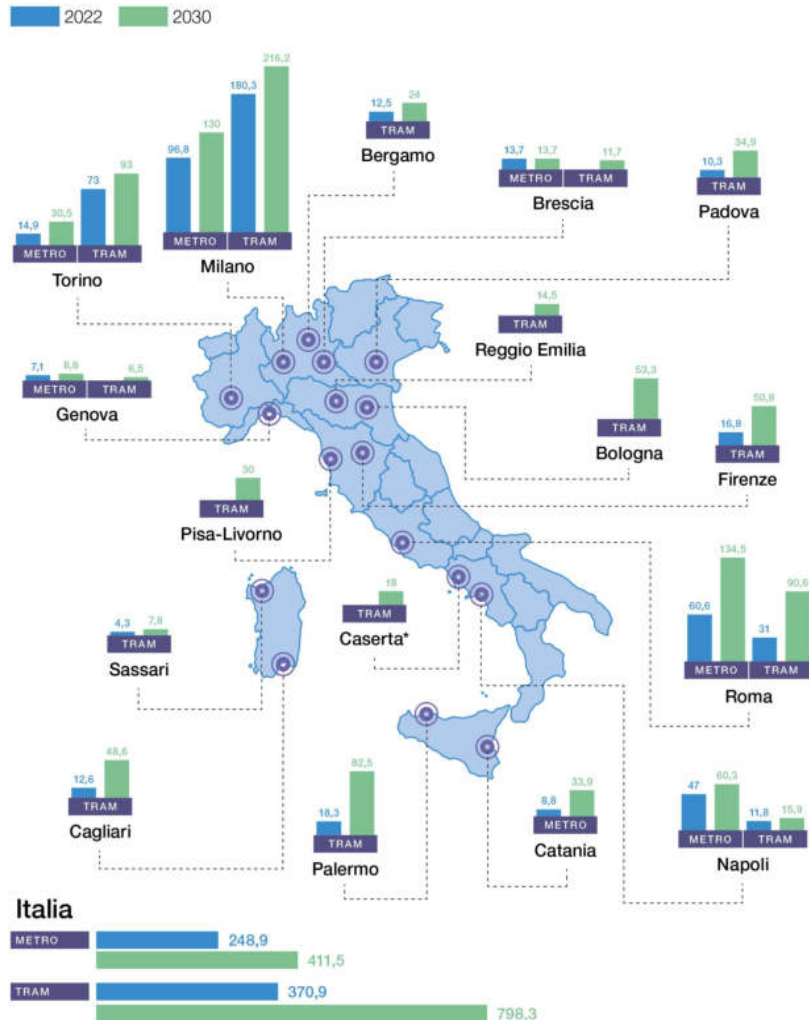 2022 2030
14,9 30,5 73 93
METRO TRAM
Torino
96,8 130 180,3 216,2
METRO TRAM
Milano
12,5 24
TRAM
Bergamo
13,7 13,7 11,7
METRO TRAM
Brescia
10,3 34,9
TRAM
Padova
14,5
TRAM
Reggio Emilia
7,1 8,6 6,5
METRO TRAM
Genova
53,3
TRAM
Bologna
16,8 50,8
TRAM
Firenze
30
TRAM
Pisa-Livorno
18
TRAM
Caserta*
60,6 134,5 31 90,6
METRO TRAM
Roma
4,3 7,8
TRAM
Sassari
12,6 48,6
TRAM
Cagliari
18,3 82,5
TRAM
Palermo
8,8 33,9
METRO
Catania
47 60,3 11,8 15,9
METRO TRAM
Napoli
Italia
METRO 248,9
411,5
TRAM 370,9
798,3